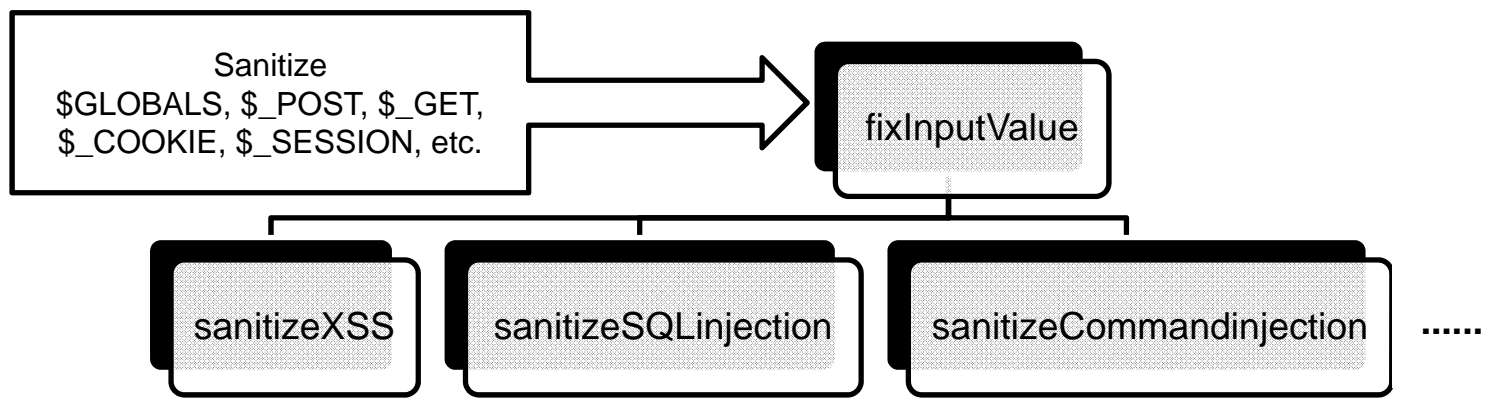 Sanitize
$GLOBALS, $_POST, $_GET,
$_COOKIE, $_SESSION, etc.
fixInputValue
sanitizeXSS
sanitizeSQLinjection
sanitizeCommandinjection
......